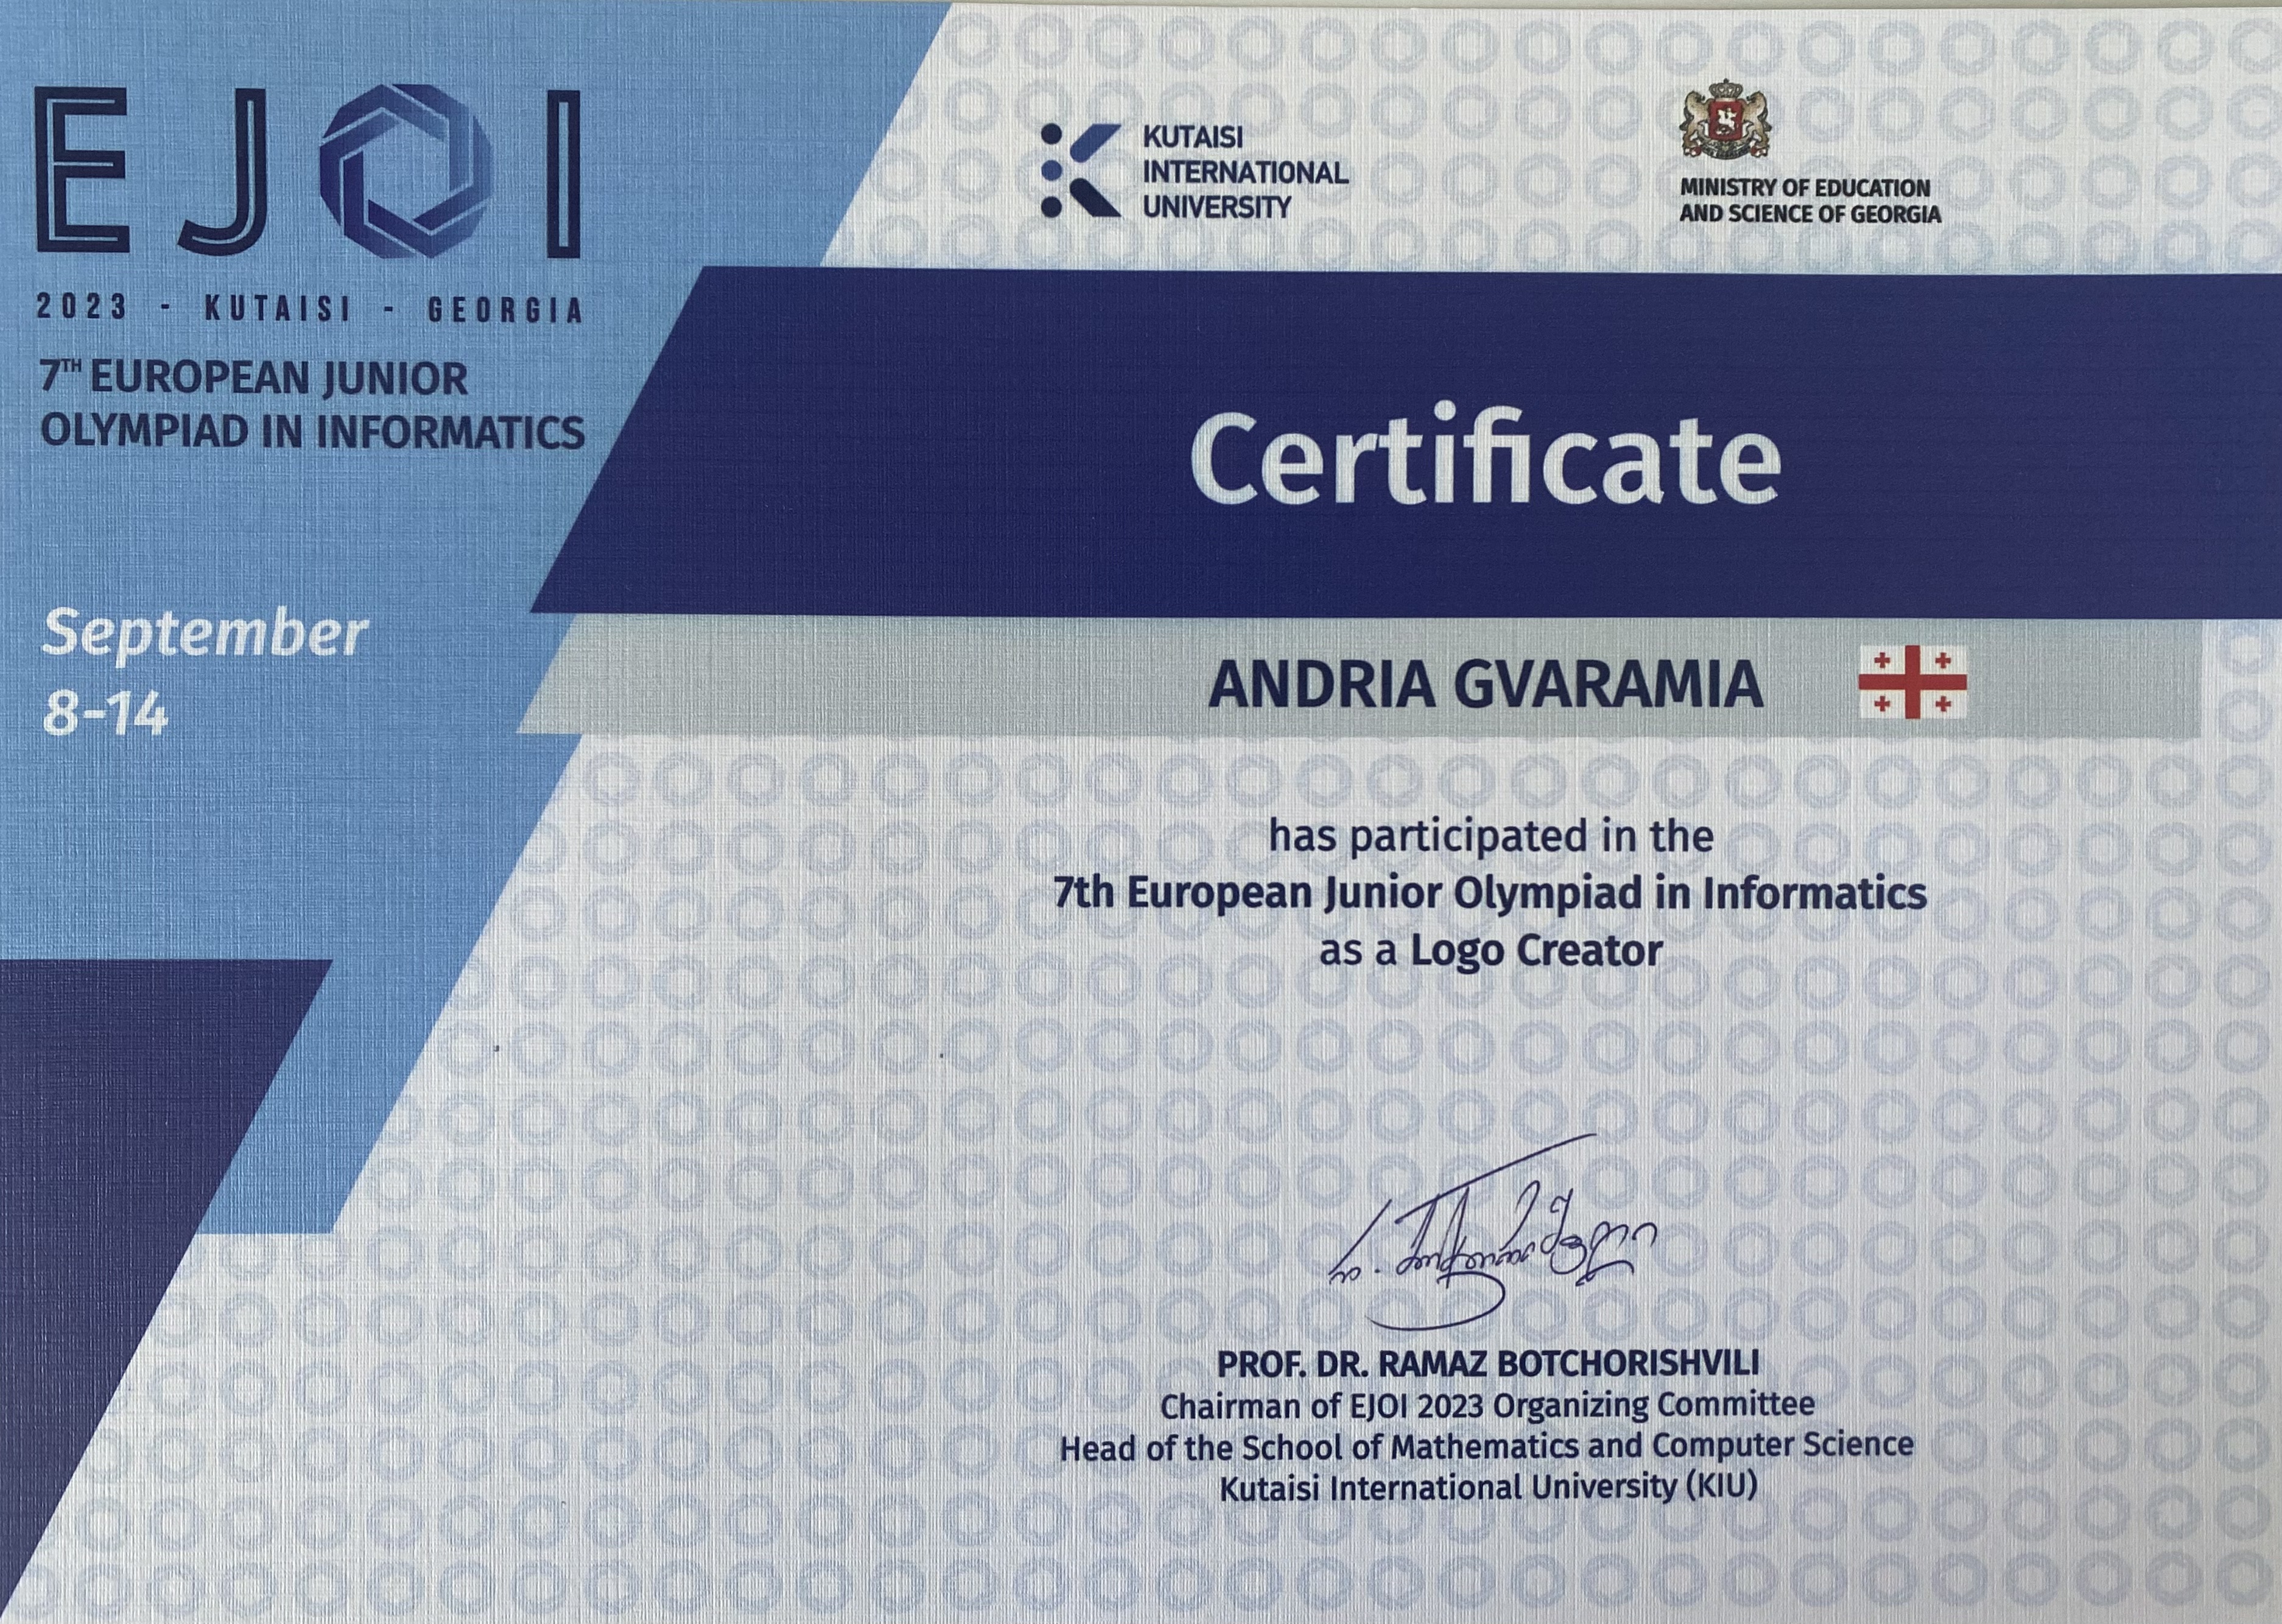 EJOI
2023 - KUTAISI - GEORGIA
7TH EUROPEAN JUNIOR
OLYMPIAD IN INFORMATICS
September
8-14
KUTAISI
INTERNATIONAL
UNIVERSITY
MINISTRY OF EDUCATION
AND SCIENCE OF GEORGIA
Certificate
ANDRIA GVARAMIA
has participated in the
7th European Junior Olympiad in Informatics
as a Logo Creator
PROF. DR. RAMAZ BOTCHORISHVILI
Chairman of EJOI 2023 Organizing Committee
Head of the School of Mathematics and Computer Science
Kutaisi International University (KIU)